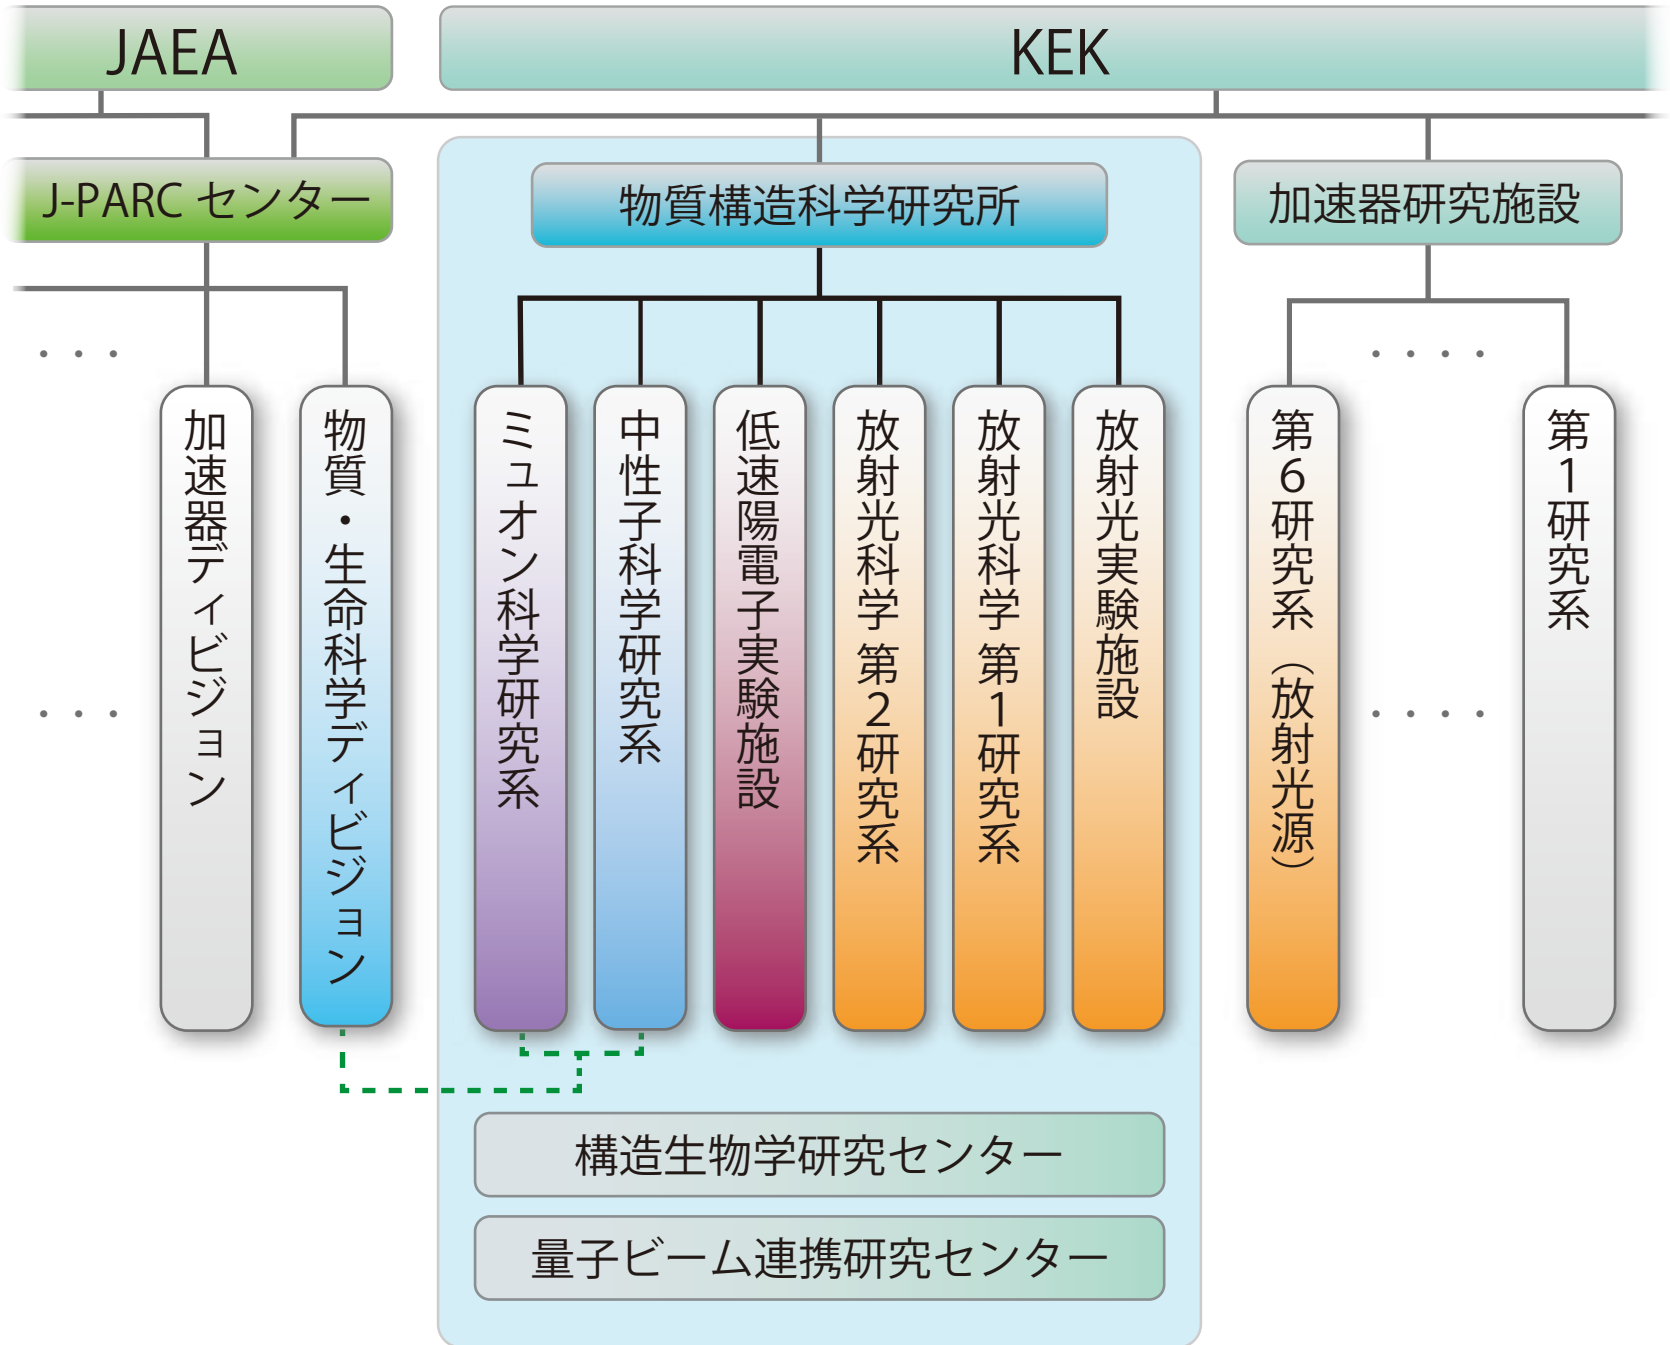 JAEA
KEK
J-PARC センター
物質構造科学研究所
加速器研究施設
・・・
・・・・
加速器ディビジョン
物質・生命科学ディビジョン
ミュオン科学研究系
中性子科学研究系
低速陽電子実験施設
放射光科学 第2研究系
放射光科学 第1研究系
放射光実験施設
第6研究系（放射光源）
第1研究系
・・・
・・・・
構造生物学研究センター
量子ビーム連携研究センター